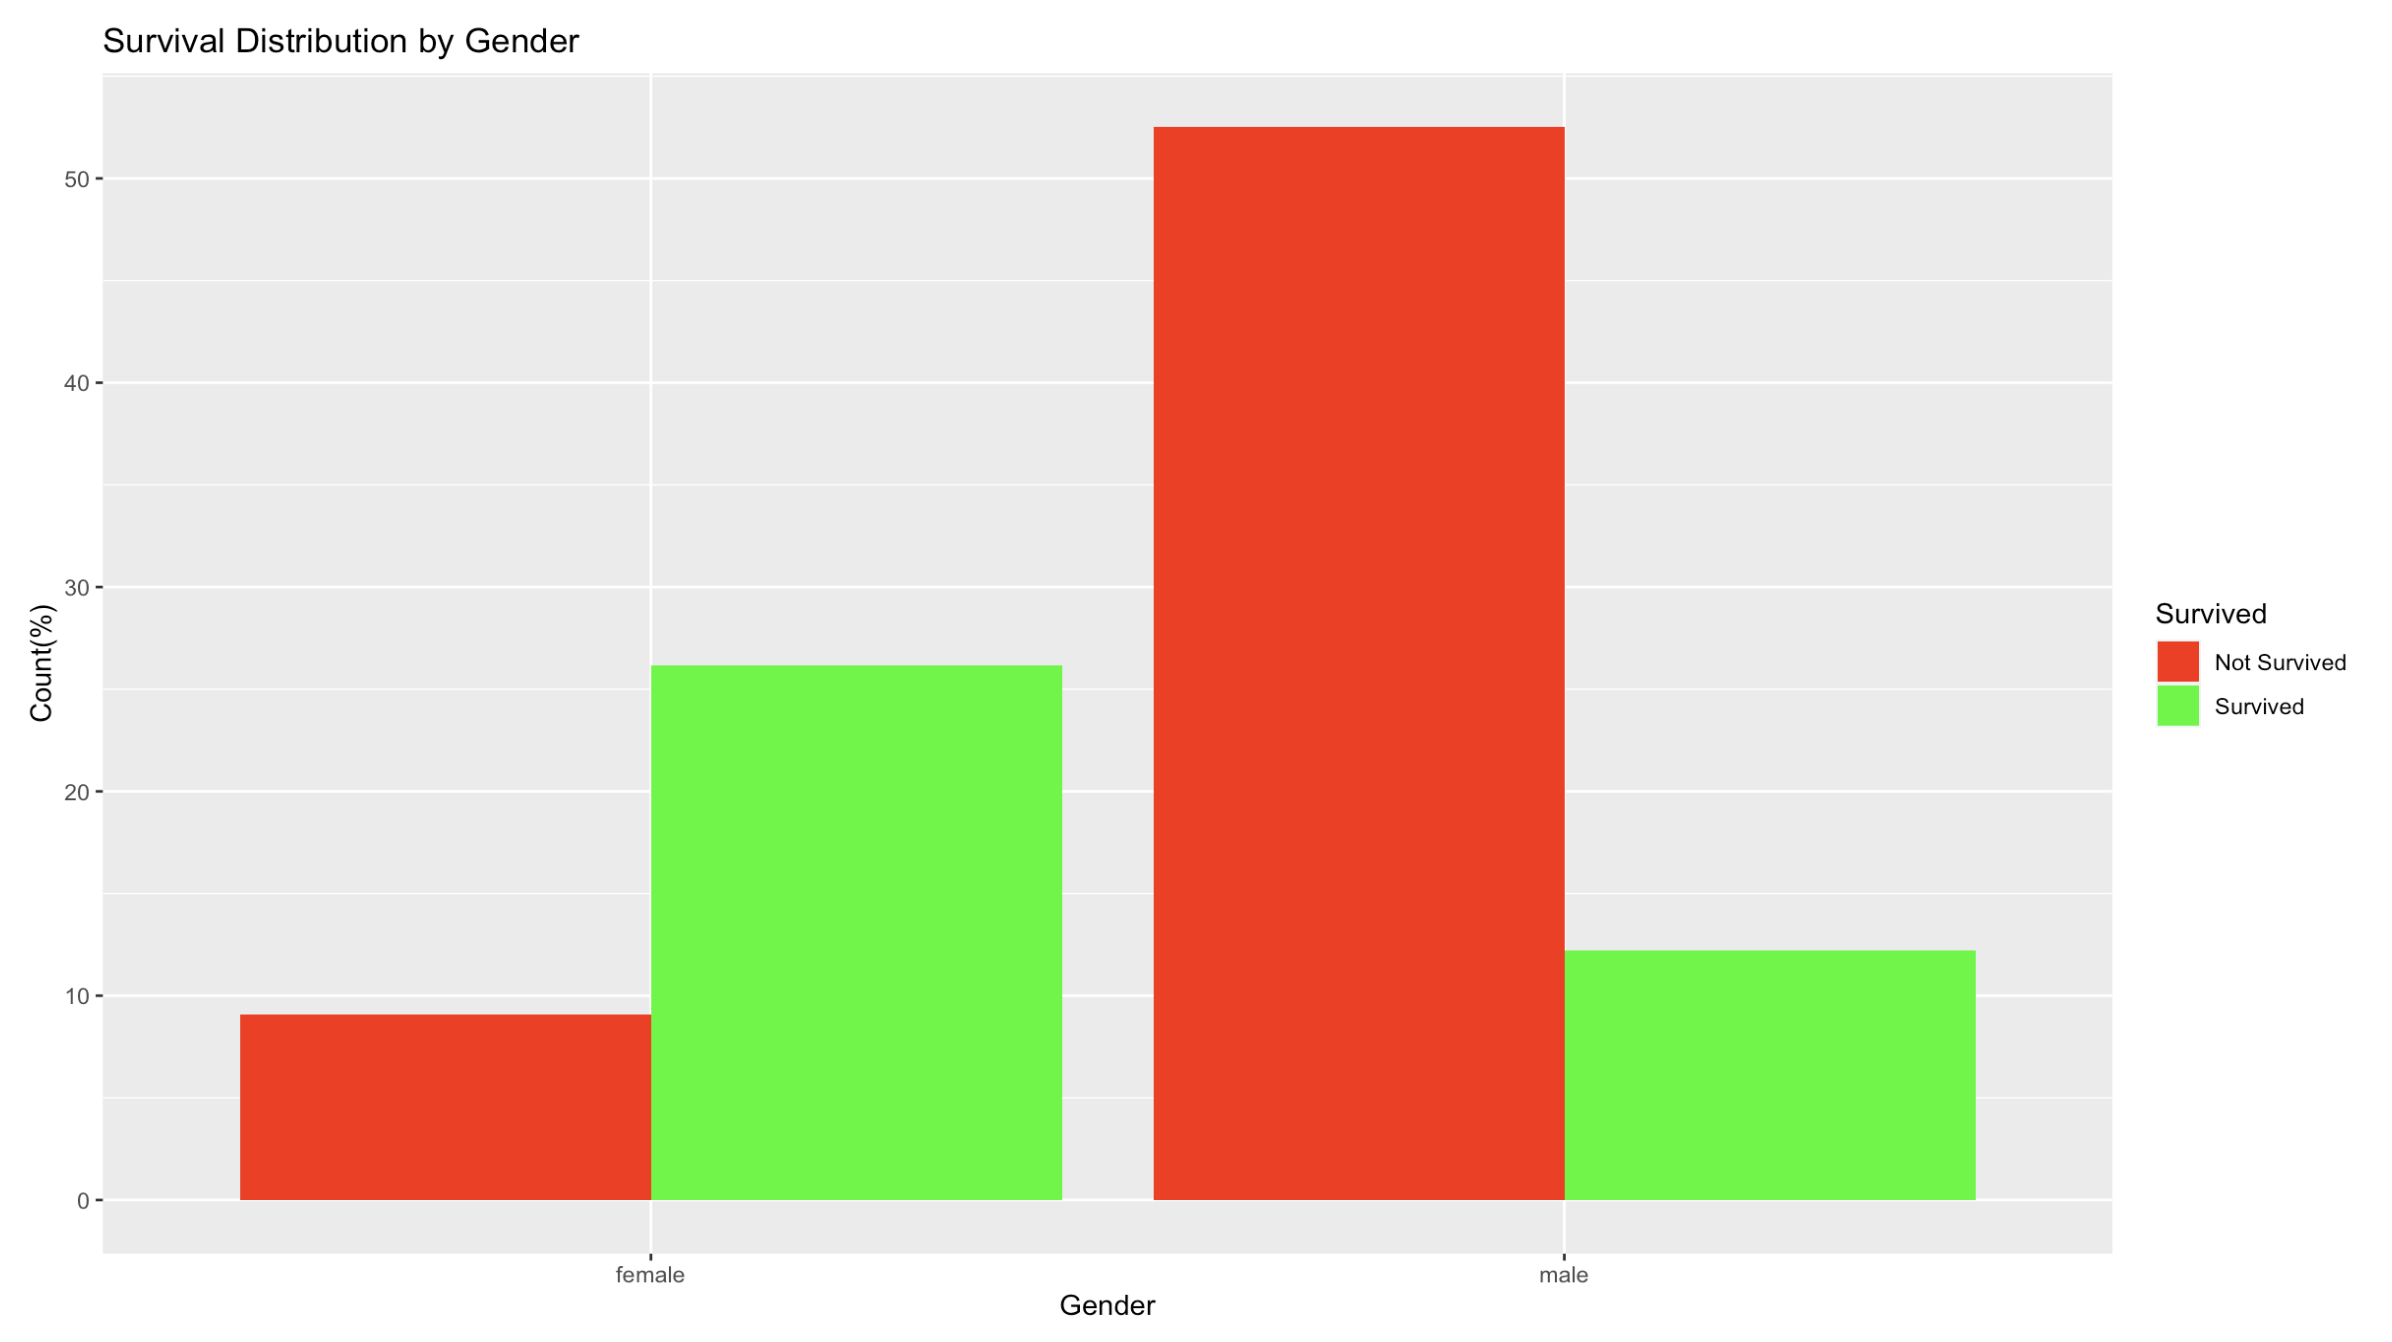 Survival Distribution by Gender
50
40
30
20
10
0
Count(%)
female
male
Gender
Survived
Not Survived
Survived